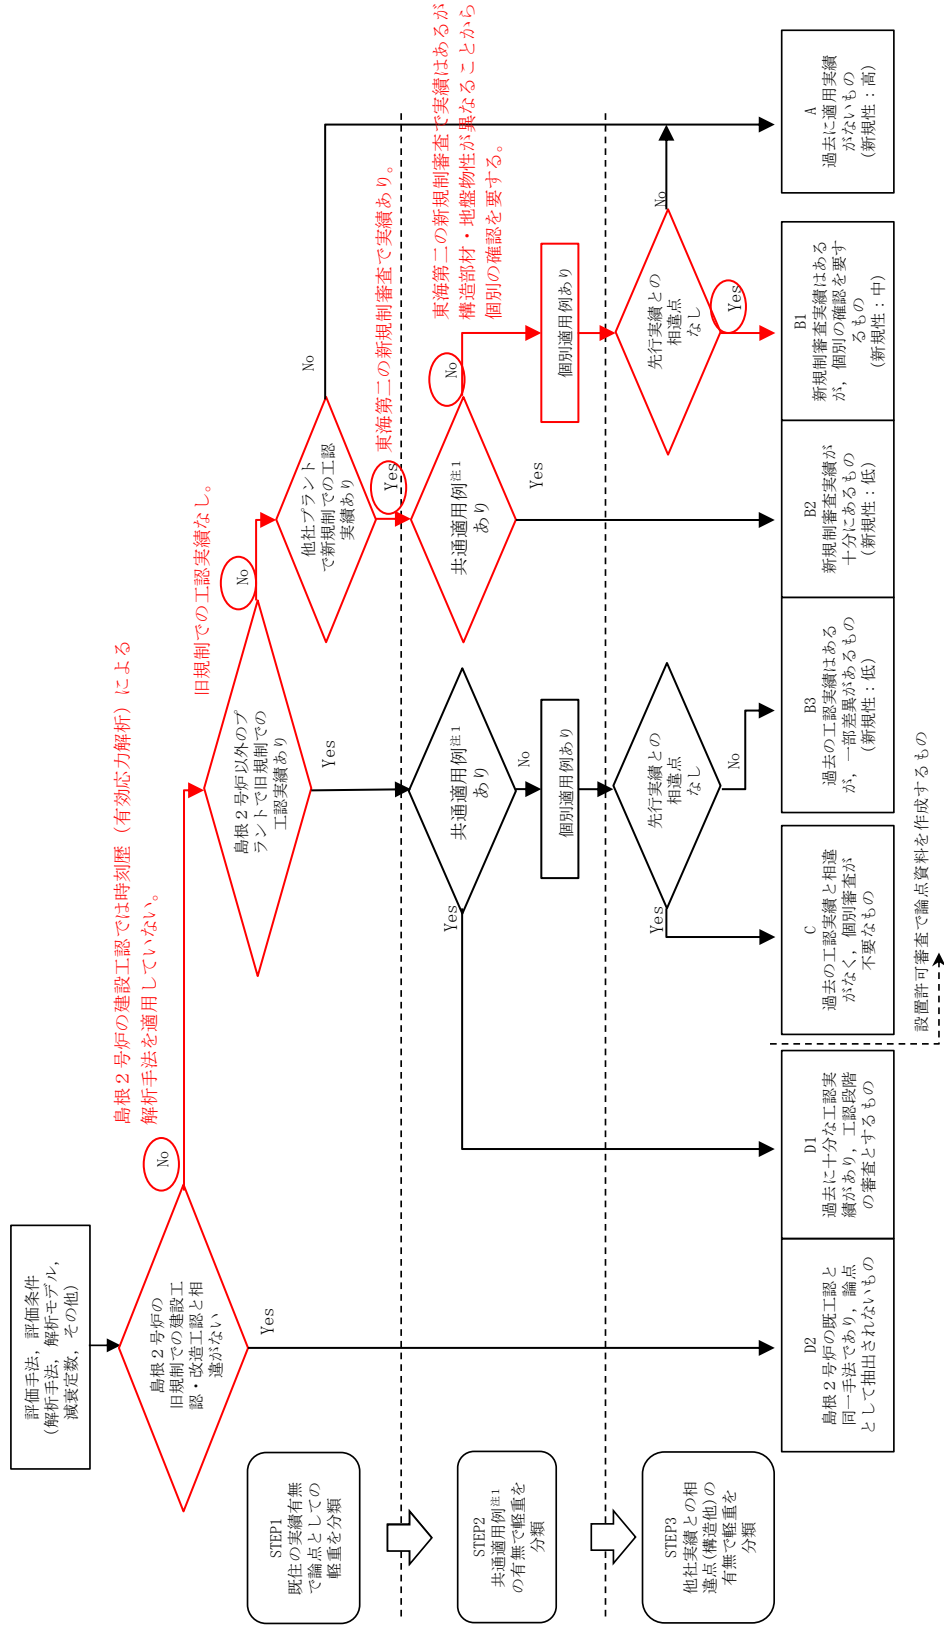 評価手法，評価条件
(解析手法，解析モデル，
減衰定数，その他)
島根２号炉の
旧規制での建設工
認・改造工認と相
違がない
No
Yes
島根２号炉の建設工認では時刻歴（有効応力解析）による
解析手法を適用していない。
島根２号炉以外のプ
ラントで旧規制での
工認実績あり
No
Yes
旧規制での工認実績なし。
他社プラント
で新規制での工認
実績あり
No
Yes
東海第二の新規制審査で実績あり。
STEP1
既往の実績有無
で論点としての
軽重を分類
STEP2
共通適用例注1
の有無で軽重を
分類
STEP3
他社実績との相
違点(構造他)の
有無で軽重を
分類
共通適用例注1
あり
Yes
No
個別適用例あり
先行実績との
相違点
なし
Yes
No
共通適用例注1
あり
No
Yes
東海第二の新規制審査で実績はあるが
構造部材・地盤物性が異なることから
個別の確認を要する。
個別適用例あり
先行実績との
相違点
なし
No
Yes
D2
島根２号炉の既工認と
同一手法であり，論点
として抽出されないもの
D1
過去に十分な工認実
績があり，工認段階
の審査とするもの
C
過去の工認実績と相違
がなく，個別審査が
不要なもの
B3
過去の工認実績はある
が，一部差異があるもの
(新規性：低)
B2
新規制審査実績が
十分にあるもの
(新規性：低)
B1
新規制審査実績はある
が，個別の確認を要す
るもの
(新規性：中)
A
過去に適用実績
がないもの
(新規性：高)
設置許可審査で論点資料を作成するもの